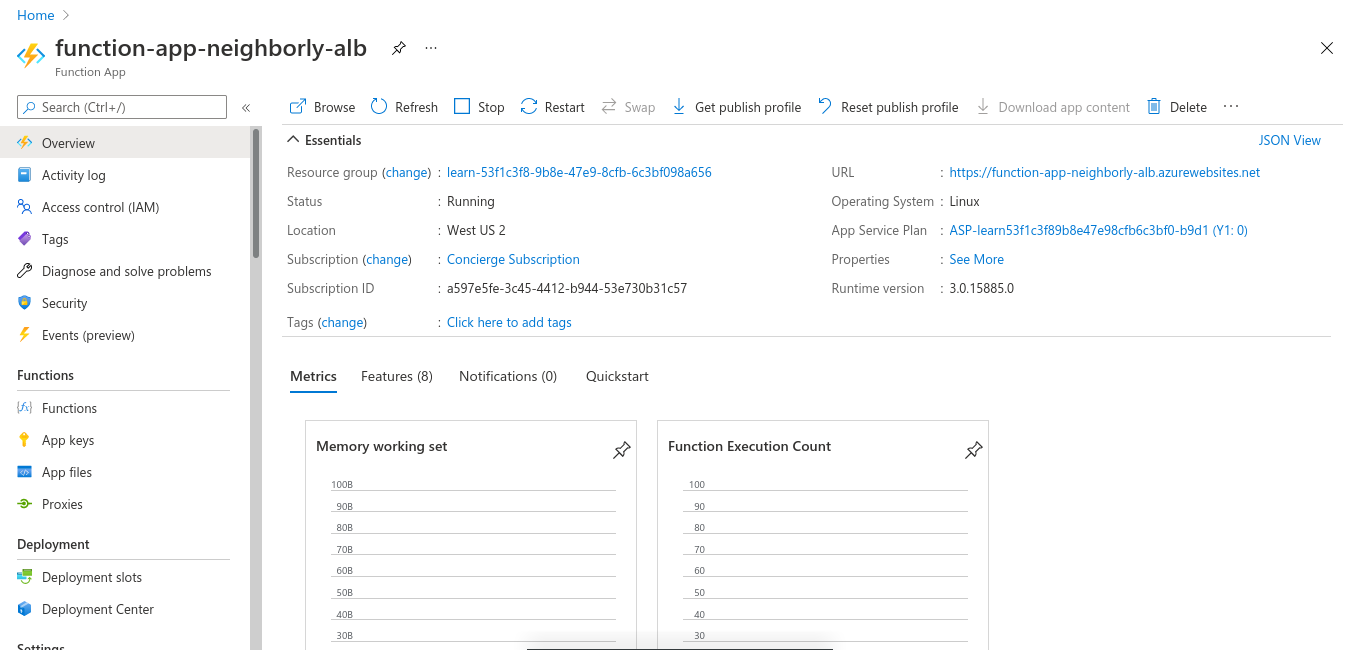 Home
function-app-neighborly-alb
Function App
Search (Ctrl+/)
Browse Refresh Stop Restart Swap Get publish profile Reset publish profile Download app content Delete
Overview
Activity log
Access control (IAM)
Tags
Diagnose and solve problems
Security
Events (preview)
Functions
Functions
App keys
App files
Proxies
Deployment
Deployment slots
Deployment Center
Settings
Essentials JSON View
Resource group (change) : learn-53f1c3f8-9b8e-47e9-8cfb-6c3bf098a656
Status : Running
Location : West US 2
Subscription (change) : Concierge Subscription
Subscription ID : a597e5fe-3c45-4412-b944-53e730b31c57
Tags (change) : Click here to add tags
URL : https://function-app-neighborly-alb.azurewebsites.net
Operating System : Linux
App Service Plan : ASP-learn53f1c3f89b8e47e98cfb6c3bf0-b9d1 (Y1: 0)
Properties : See More
Runtime version : 3.0.15885.0
Metrics Features (8) Notifications (0) Quickstart
Memory working set
100B
90B
80B
70B
60B
50B
40B
30B
Function Execution Count
100
90
80
70
60
50
40
30